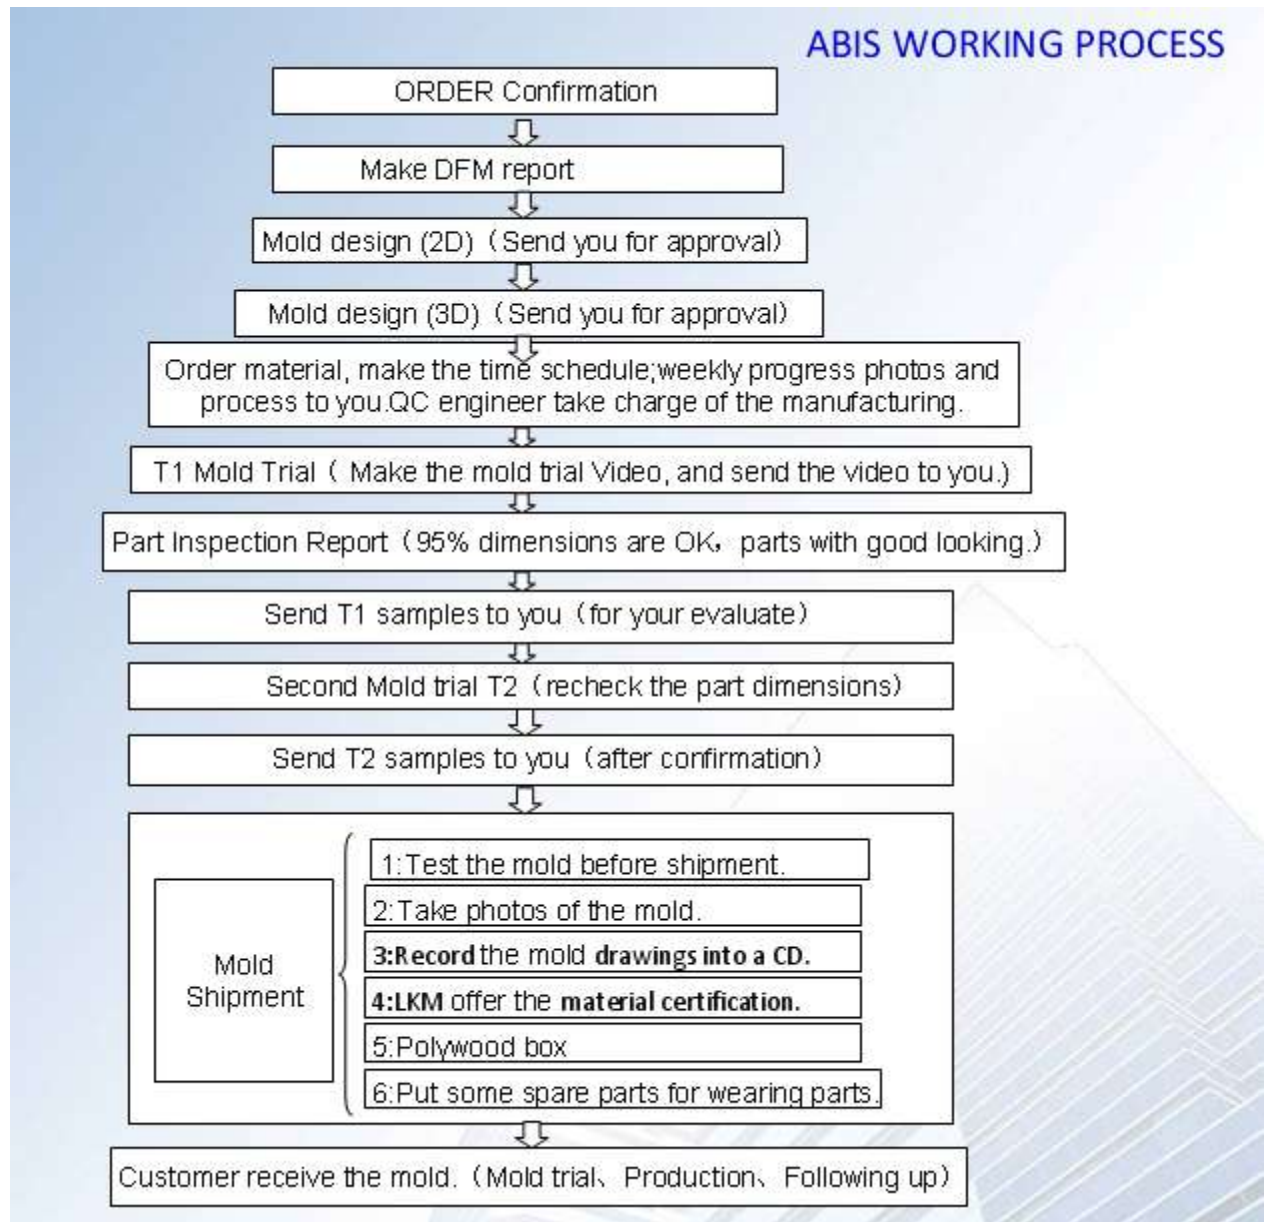 ABIS WORKING PROCESS
ORDER Confirmation
Make DFM report
Mold design (2D)（Send you for approval）
Mold design (3D)（Send you for approval）
Order material, make the time schedule;weekly progress photos and
process to you.QC engineer take charge of the manufacturing.
T1 Mold Trial（ Make the mold trial Video, and send the video to you.)
Part Inspection Report（95% dimensions are OK，parts with good looking.）
Send T1 samples to you（for your evaluate）
Second Mold trial T2（recheck the part dimensions）
Send T2 samples to you（after confirmation）
Mold
Shipment
1:Test the mold before shipment.
2:Take photos of the mold.
3:Record the mold drawings into a CD.
4:LKM offer the material certification.
5:Polywood box
6:Put some spare parts for wearing parts.
Customer receive the mold.（Mold trial、Production、Following up）